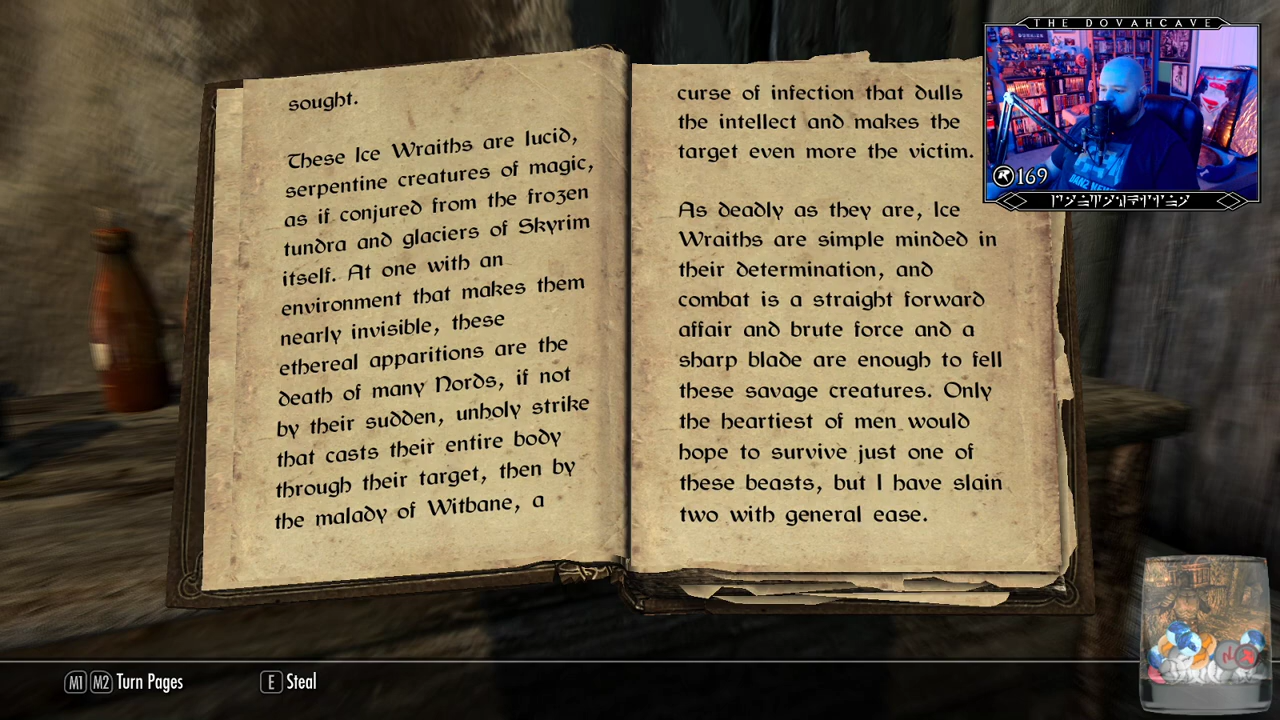 THE DOVAHCAVE
169
sought.
These Ice Wraiths are lucid,
serpentine creatures of magic,
as if conjured from the frozen
tundra and glaciers of Skyrim
itself. At one with an
environment that makes them
nearly invisible, these
ethereal apparitions are the
death of many Nords, if not
by their sudden, unholy strike
that casts their entire body
through their target, then by
the malady of Witbane, a
curse of infection that dulls
the intellect and makes the
target even more the victim.
As deadly as they are, Ice
Wraiths are simple minded in
their determination, and
combat is a straight forward
affair and brute force and a
sharp blade are enough to fell
these savage creatures. Only
the heartiest of men would
hope to survive just one of
these beasts, but I have slain
two with general ease.
M1 M2 Turn Pages
E Steal